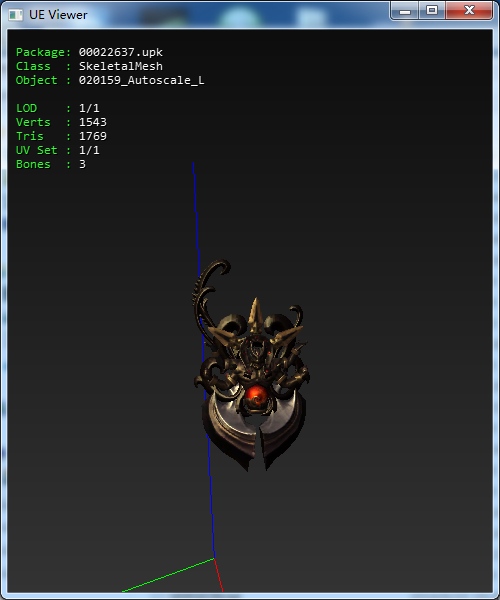 UE Viewer
Package: 00022637.upk
Class : SkeletalMesh
Object : 020159_Autoscale_L
LOD : 1/1
Verts : 1543
Tris : 1769
UV Set : 1/1
Bones : 3